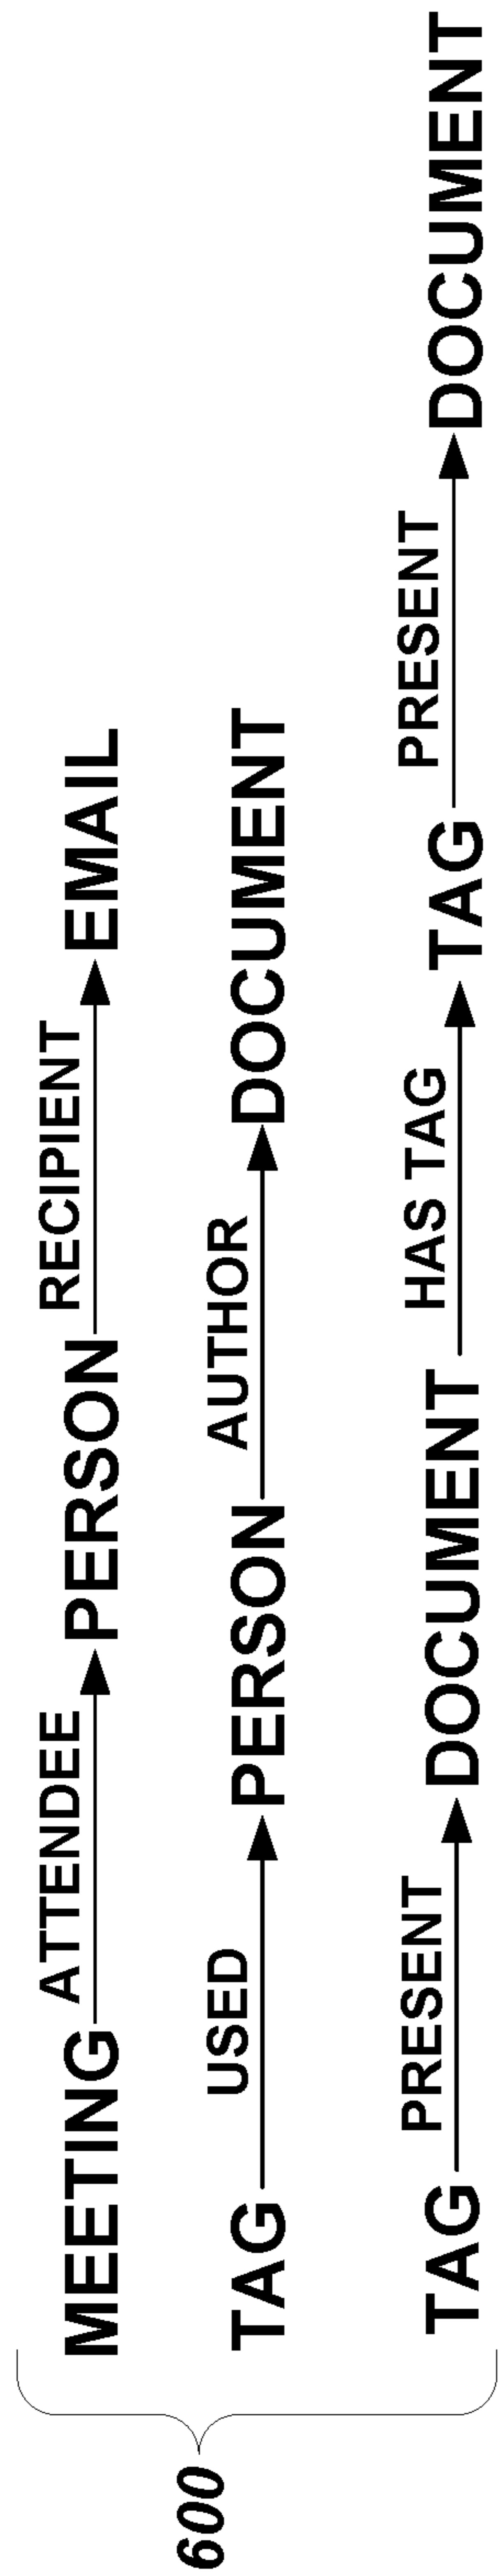 600
ATTENDEE RECIPIENT
MEETING PERSON EMAIL
USED AUTHOR
TAG PERSON DOCUMENT
PRESENT HAS TAG PRESENT
TAG DOCUMENT TAG DOCUMENT